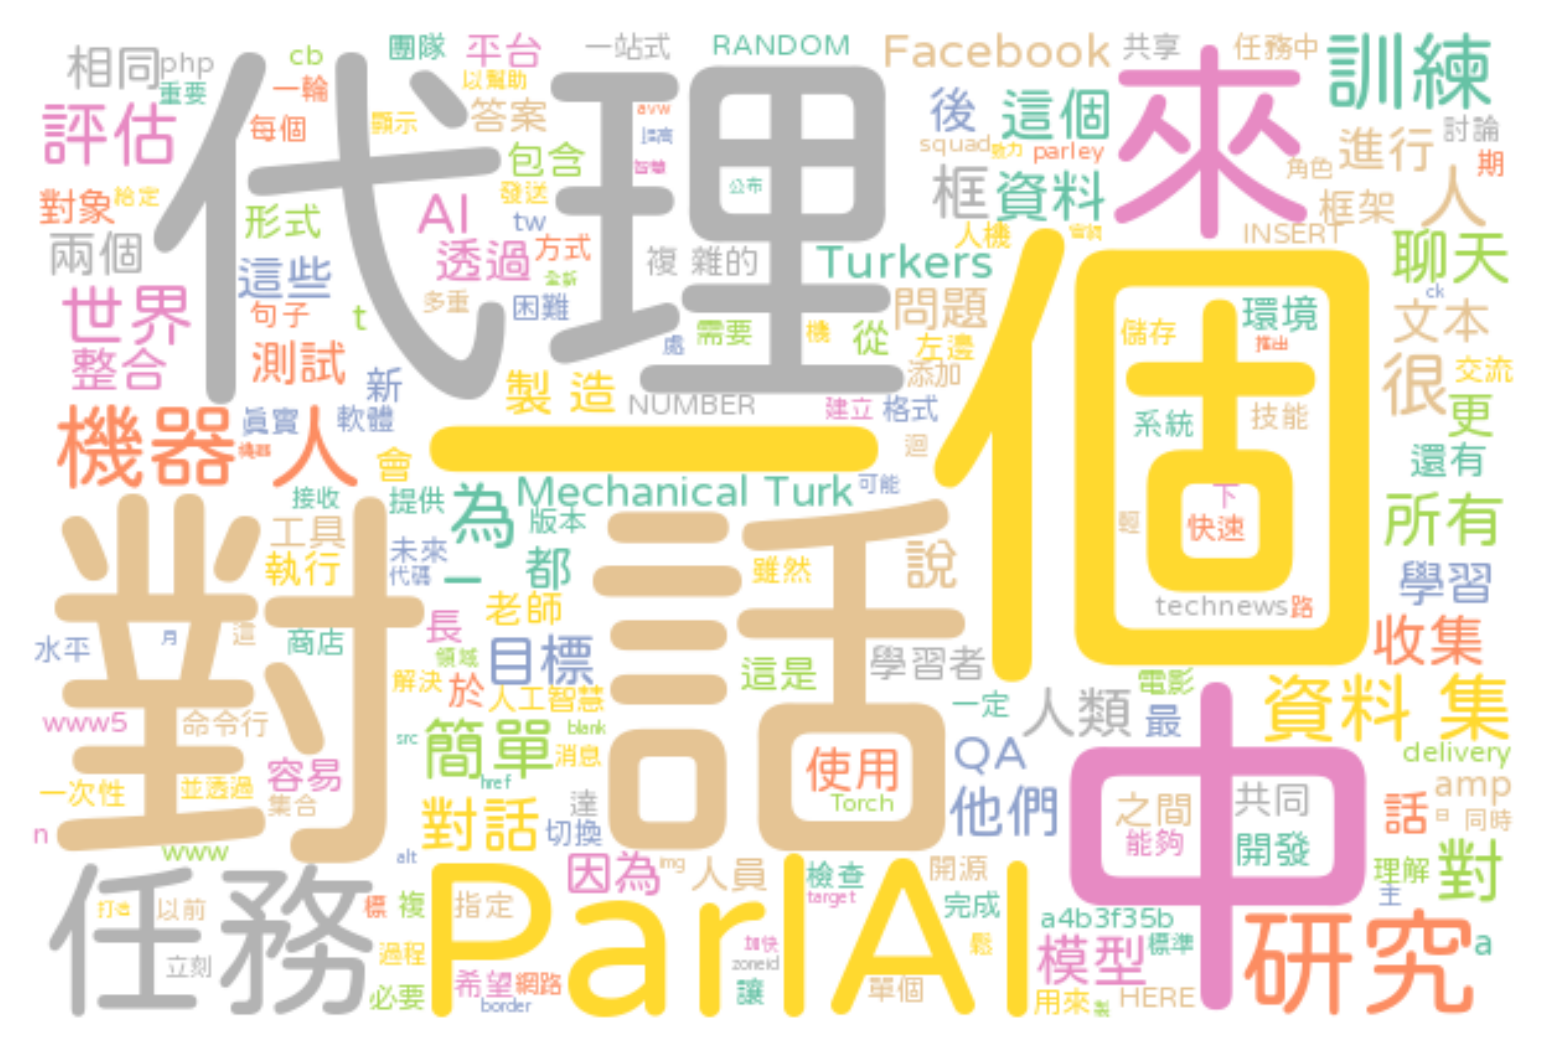 相同
php
cb
團隊
平台
一站式
RANDOM
Facebook
共享
任務中
訓練
重要
一輪
以幫助
答案
後
這個
來
進行
討論
評估
每個
顯示
代理
包含
智慧
公布
squad
致力
parley
角色
期
對象
給定
形式
AI
發送
tw
框
資料
框架
人
兩個
這些
透過
方式
複
雜的
Turkers
人機
INSERT
聊天
世界
句子
t
多重
困難
全新
問題
儲存
環境
推出
ck
文本
整合
測試
新
處
需要
機
從
左邊
添加
很
交流
製
造
NUMBER
建立
格式
系統
技能
更
機器
人
真實
軟體
會
一個
迴
還有
接收
提供
為
Mechanical Turk
可能
版本
下
快速
輕
所有
工具
執行
未來
代碼
一
都
雖然
說
學習
水平
月
這
商店
老師
長
領域
目標
technews
路
收集
對話
解決
於
人工智慧
這是
學習者
一定
人類
電影
最
資料
集
www5
命令行
src
簡單
blank
消息
使用
QA
中
delivery
一次性
並透過
容易
集合
href
對話
達
切換
Torch
他們
之間
共同
能夠
開發
amp
話
日
同時
n
www
alt
因為
img
人員
檢查
target
開源
理解
主
對
任務
打造
以前
標
複
指定
ParlAI
完成
a4b3f35b
立刻
過程
必要
希望
網路
border
加快
zoneid
讓
單個
鬆
模型
標準
用來
HERE
研究
a